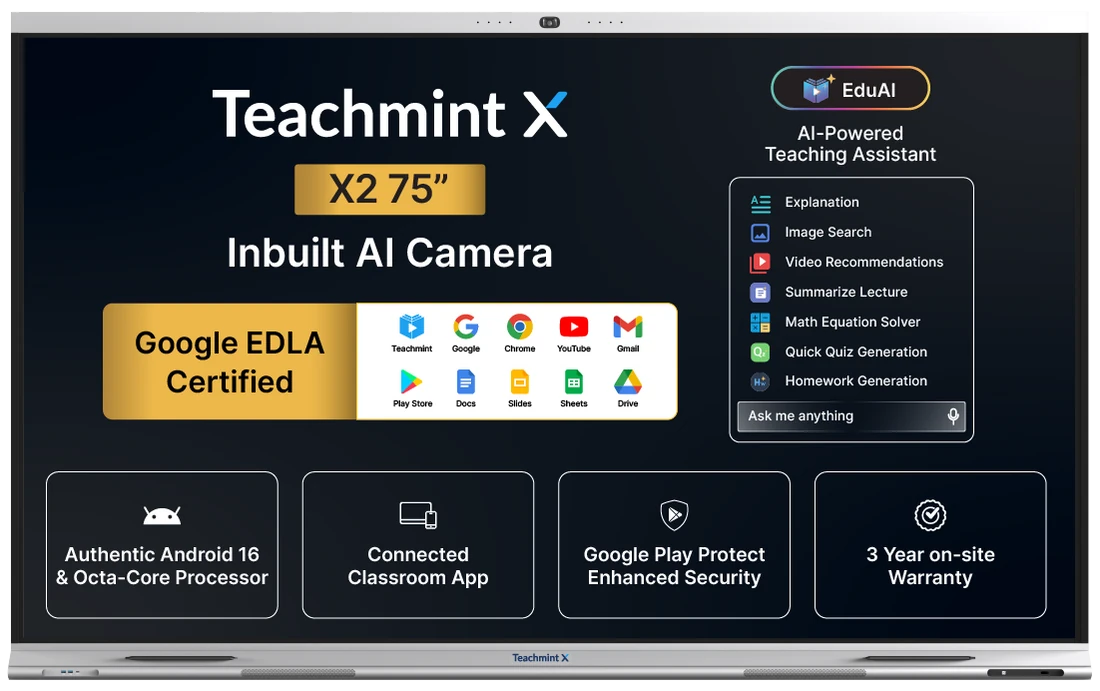 Teachmint X
X2 75”
Inbuilt AI Camera
Google EDLA
Certified
Teachmint
Google
Chrome
YouTube
Gmail
Play Store
Docs
Slides
Sheets
Drive
EduAI
AI-Powered
Teaching Assistant
Explanation
Image Search
Video Recommendations
Summarize Lecture
Math Equation Solver
Quick Quiz Generation
Homework Generation
Ask me anything
Authentic Android 16
& Octa-Core Processor
Connected
Classroom App
Google Play Protect
Enhanced Security
3 Year on-site
Warranty
Teachmint X